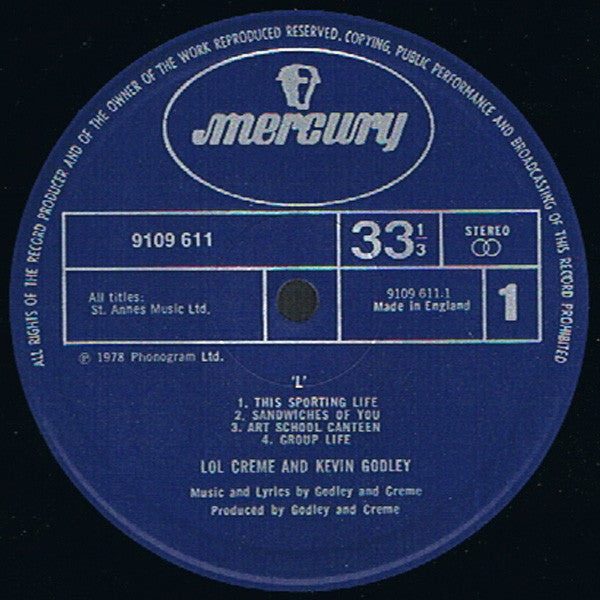 ALL RIGHTS OF THE RECORD PRODUCER AND OF THE OWNER OF THE WORK REPRODUCED RESERVED. COPYING, PUBLIC PERFORMANCE AND BROADCASTING OF THIS RECORD PROHIBITED
mercury
9109 611
33 1/3
STEREO
All titles:
St. Annes Music Ltd.
9109 611.1
Made in England
1
℗ 1978 Phonogram Ltd.
'L'
1. THIS SPORTING LIFE
2. SANDWICHES OF YOU
3. ART SCHOOL CANTEEN
4. GROUP LIFE
LOL CREME AND KEVIN GODLEY
Music and Lyrics by Godley and Creme
Produced by Godley and Creme